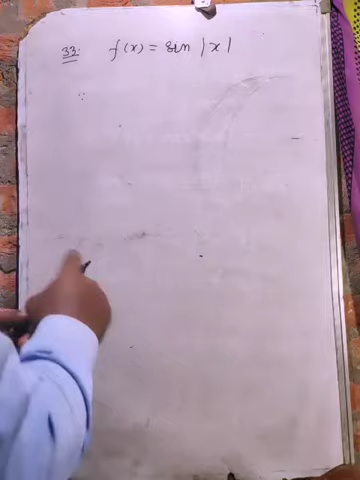 33. f(x) = sin |x|